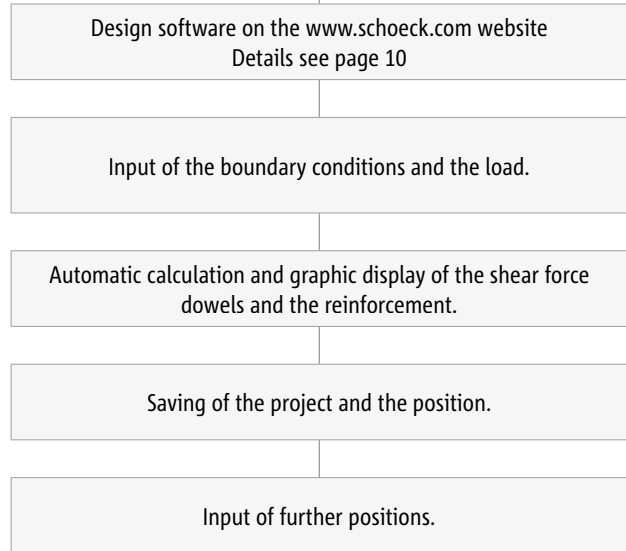 Design software on the www.schoeck.com website
Details see page 10
Input of the boundary conditions and the load.
Automatic calculation and graphic display of the shear force
dowels and the reinforcement.
Saving of the project and the position.
Input of further positions.